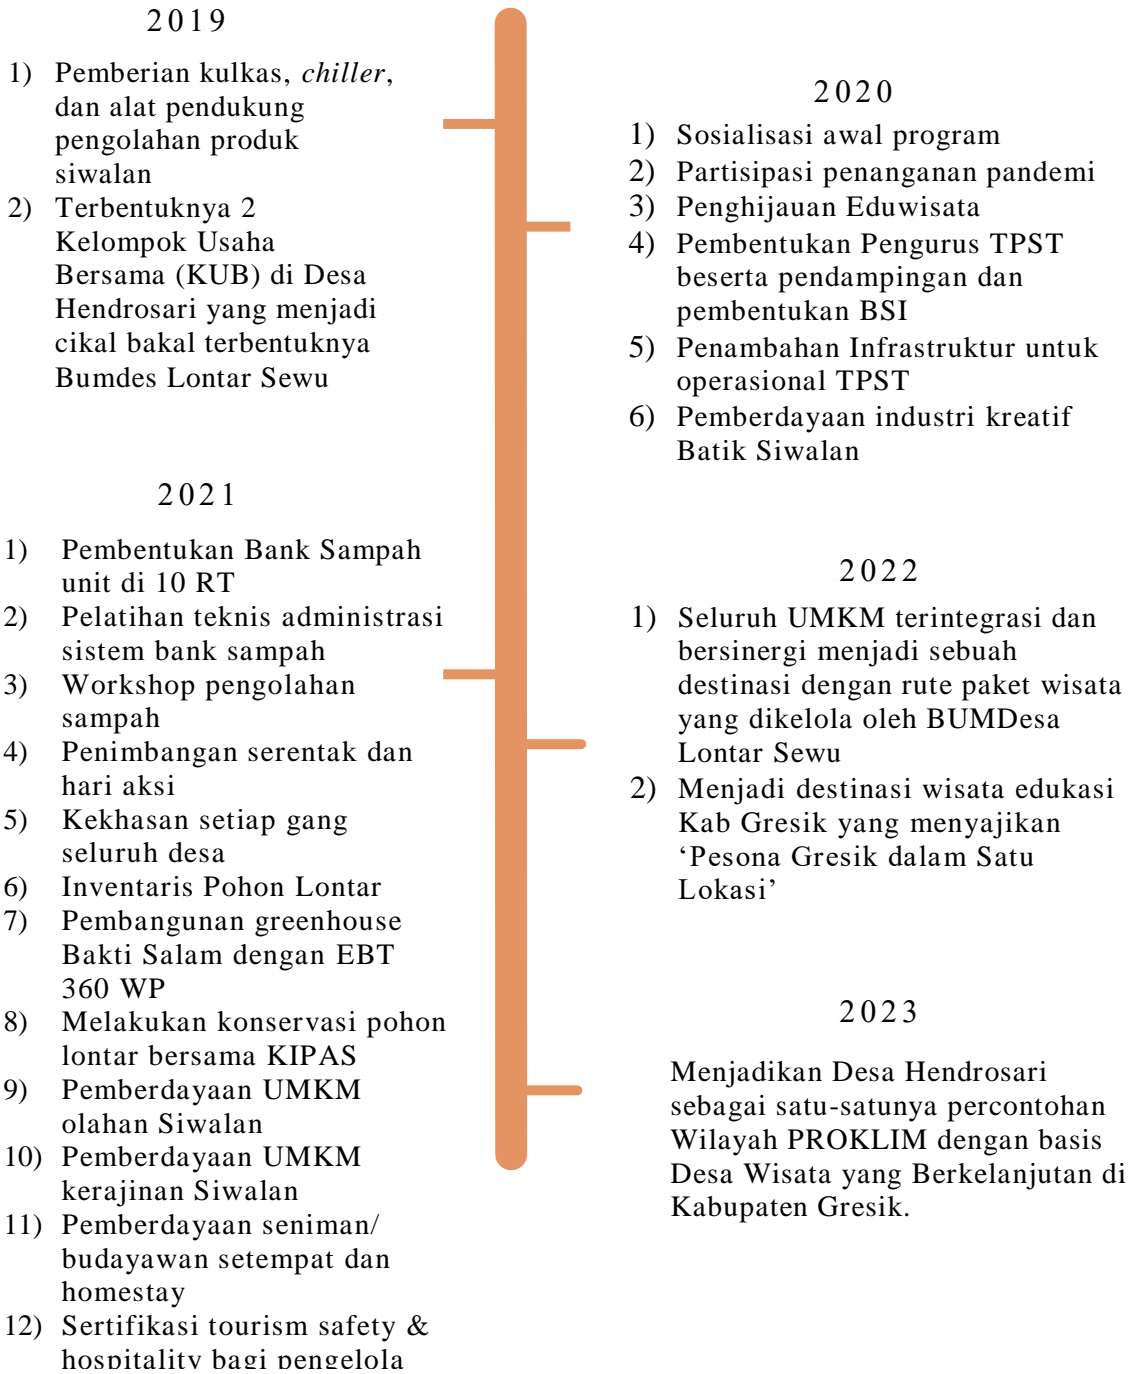 2019
1) Pemberian kulkas, chiller,
dan alat pendukung
pengolahan produk
siwalan
2) Terbentuknya 2
Kelompok Usaha
Bersama (KUB) di Desa
Hendrosari yang menjadi
cikal bakal terbentuknya
Bumdes Lontar Sewu
2020
1) Sosialisasi awal program
2) Partisipasi penanganan pandemi
3) Penghijauan Eduwisata
4) Pembentukan Pengurus TPST
beserta pendampingan dan
pembentukan BSI
5) Penambahan Infrastruktur untuk
operasional TPST
6) Pemberdayaan industri kreatif
Batik Siwalan
2021
1) Pembentukan Bank Sampah
unit di 10 RT
2) Pelatihan teknis administrasi
sistem bank sampah
3) Workshop pengolahan
sampah
4) Penimbangan serentak dan
hari aksi
5) Kekhasan setiap gang
seluruh desa
6) Inventaris Pohon Lontar
7) Pembangunan greenhouse
Bakti Salam dengan EBT
360 WP
8) Melakukan konservasi pohon
lontar bersama KIPAS
9) Pemberdayaan UMKM
olahan Siwalan
10) Pemberdayaan UMKM
kerajinan Siwalan
11) Pemberdayaan seniman/
budayawan setempat dan
homestay
12) Sertifikasi tourism safety &
hospitality bagi pengelola
2022
1) Seluruh UMKM terintegrasi dan
bersinergi menjadi sebuah
destinasi dengan rute paket wisata
yang dikelola oleh BUMDesa
Lontar Sewu
2) Menjadi destinasi wisata edukasi
Kab Gresik yang menyajikan
‘Pesona Gresik dalam Satu
Lokasi’
2023
Menjadikan Desa Hendrosari
sebagai satu-satunya percontohan
Wilayah PROKLIM dengan basis
Desa Wisata yang Berkelanjutan di
Kabupaten Gresik.